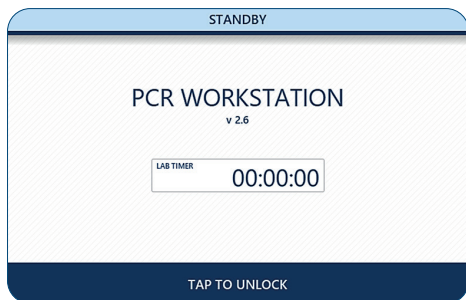 STANDBY
PCR WORKSTATION
v 2.6
LAB TIMER
00:00:00
TAP TO UNLOCK